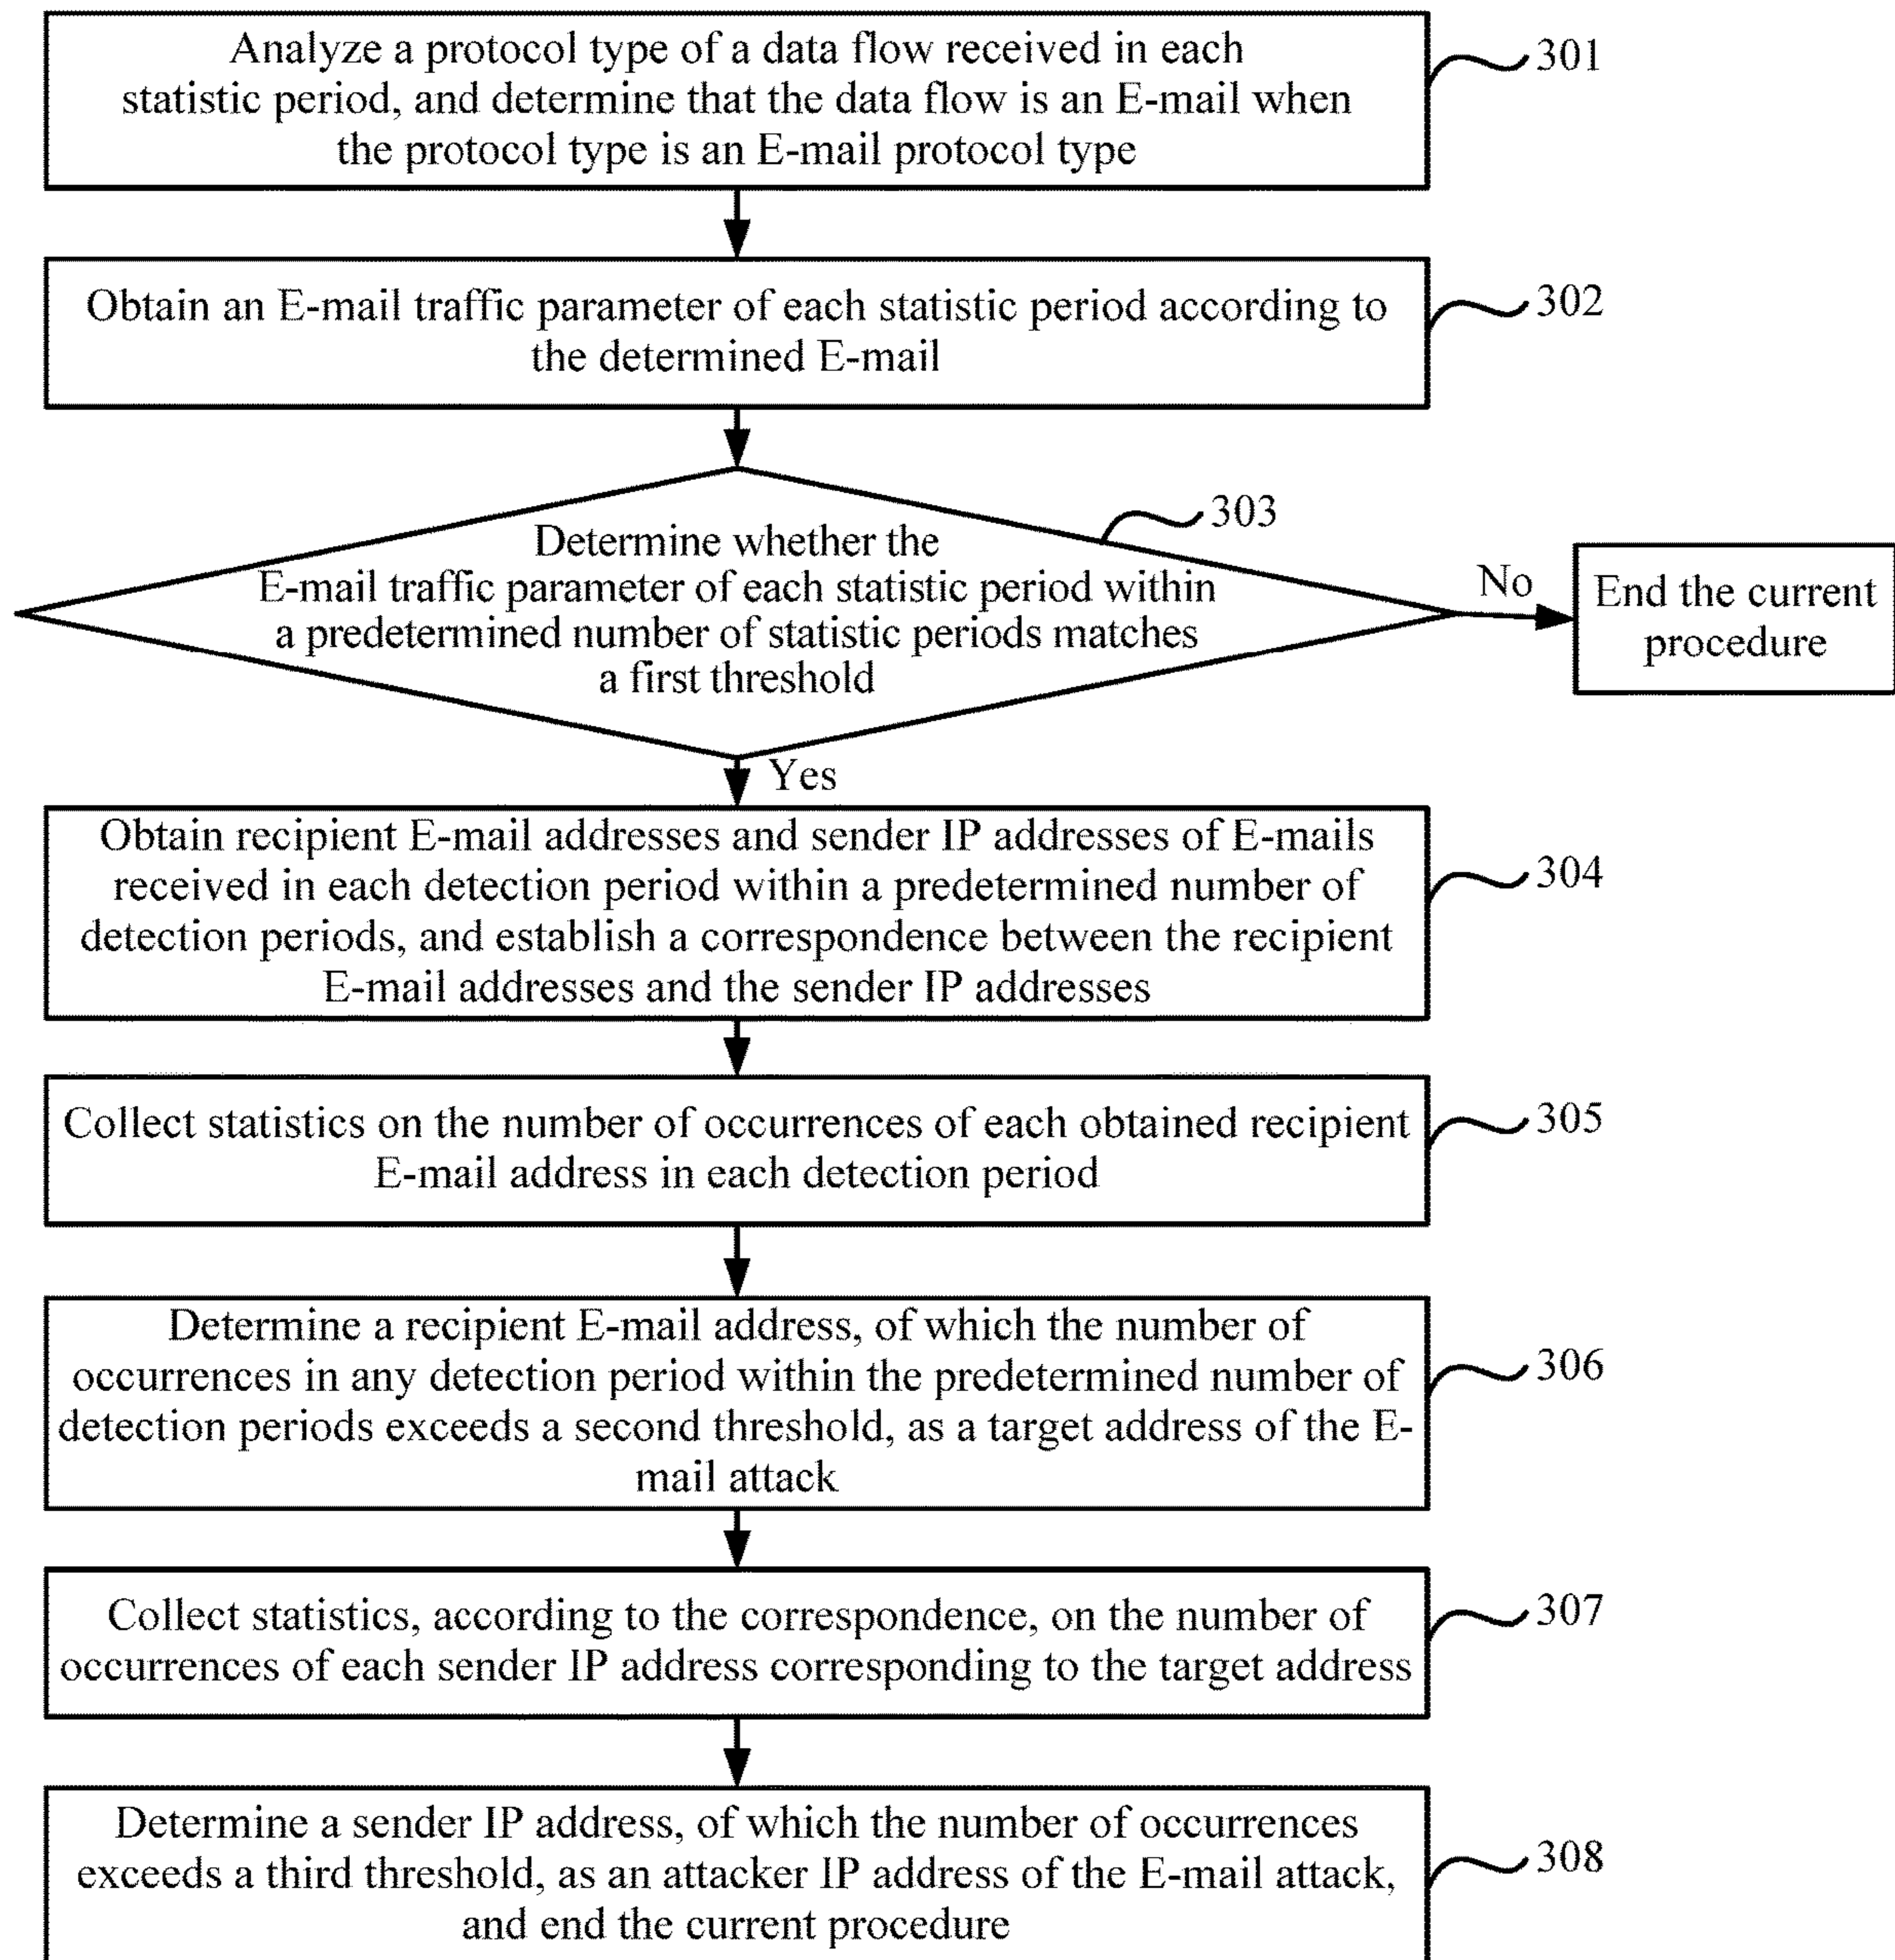 Analyze a protocol type of a data flow received in each
statistic period, and determine that the data flow is an E-mail when
the protocol type is an E-mail protocol type
301
Obtain an E-mail traffic parameter of each statistic period according to
the determined E-mail
302
303
Determine whether the
E-mail traffic parameter of each statistic period within
a predetermined number of statistic periods matches
a first threshold
No
End the current
procedure
Yes
Obtain recipient E-mail addresses and sender IP addresses of E-mails
received in each detection period within a predetermined number of
detection periods, and establish a correspondence between the recipient
E-mail addresses and the sender IP addresses
304
Collect statistics on the number of occurrences of each obtained recipient
E-mail address in each detection period
305
Determine a recipient E-mail address, of which the number of
occurrences in any detection period within the predetermined number of
detection periods exceeds a second threshold, as a target address of the E-
mail attack
306
Collect statistics, according to the correspondence, on the number of
occurrences of each sender IP address corresponding to the target address
307
Determine a sender IP address, of which the number of occurrences
exceeds a third threshold, as an attacker IP address of the E-mail attack,
and end the current procedure
308